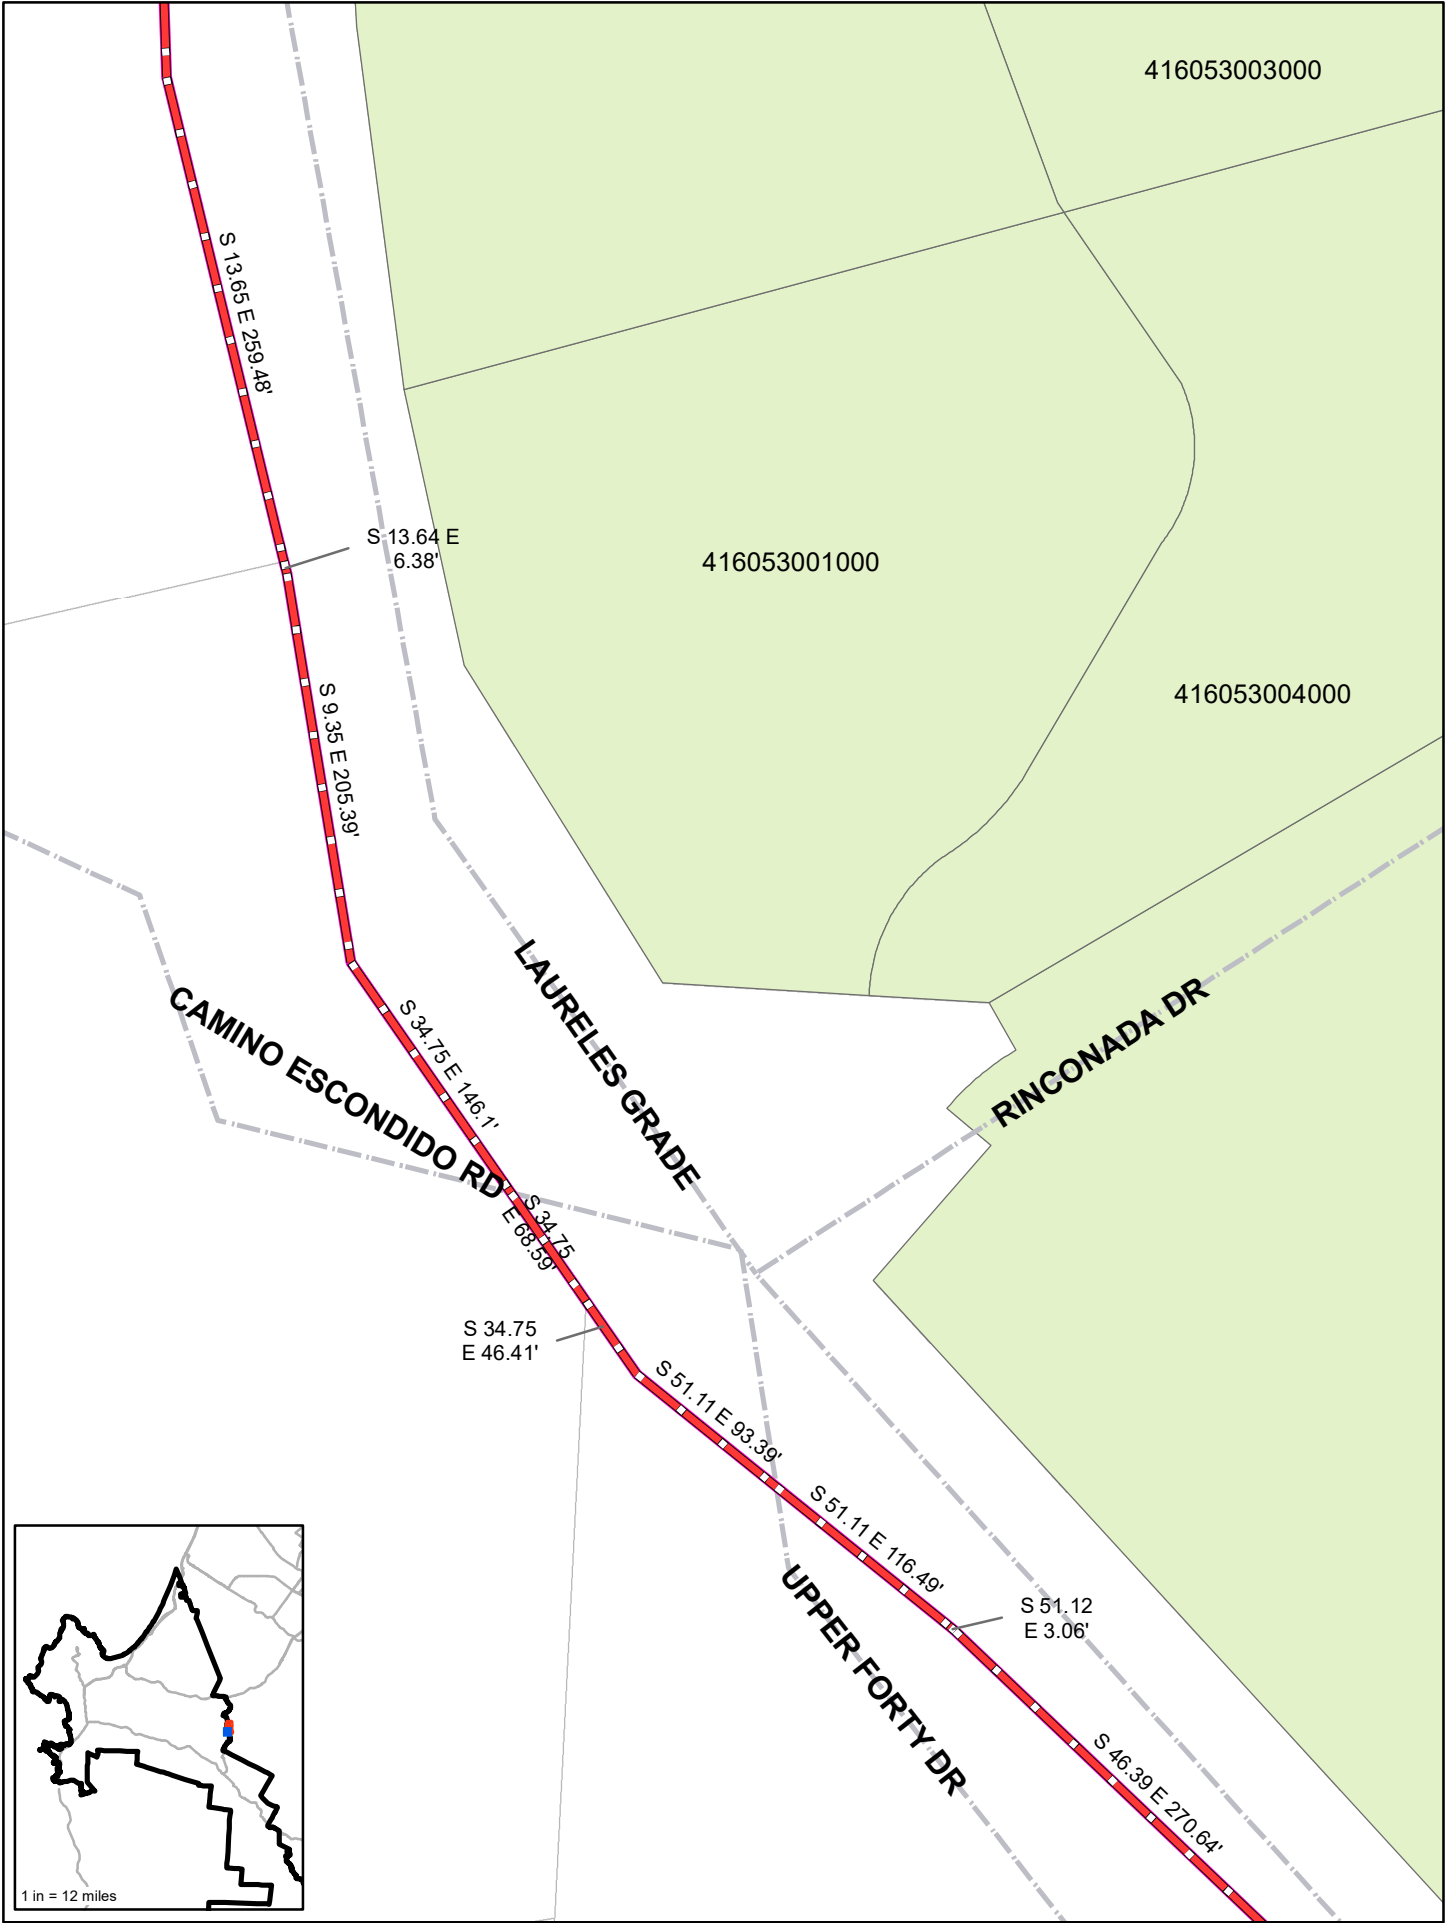 416053003000
S 13.65 E 259.48'
S 13.64 E
6.38'
416053001000
416053004000
S 9.35 E 205.39'
LAURELES GRADE
CAMINO ESCONDIDO RD
RINCONADA DR
S 34.75 E 146.1'
S 34.75
E 68.59'
S 34.75
E 46.41'
S 51.11 E 93.39'
S 51.11 E 116.49'
UPPER FORTY DR
S 51.12
E 3.06'
S 46.39 E 270.64'
1 in = 12 miles